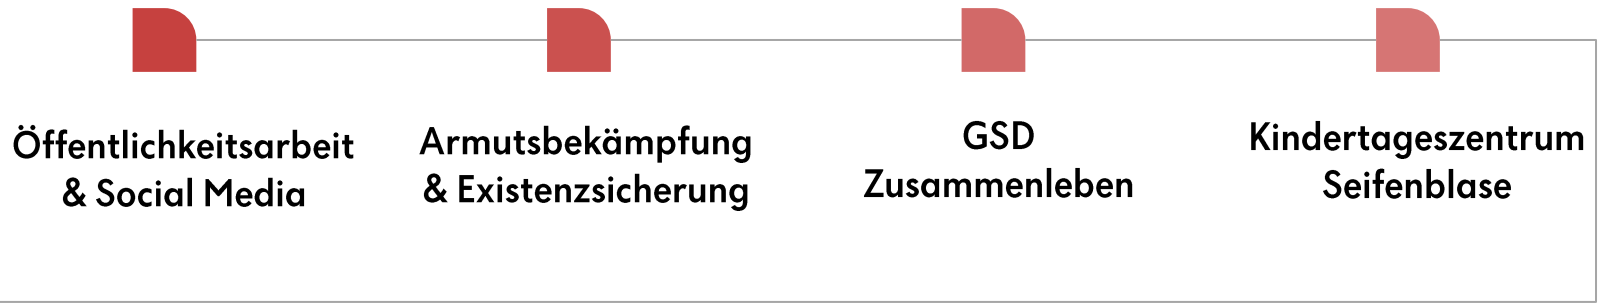 Öffentlichkeitsarbeit
& Social Media
Armutsbekämpfung
& Existenzsicherung
GSD
Zusammenleben
Kindertageszentrum
Seifenblase